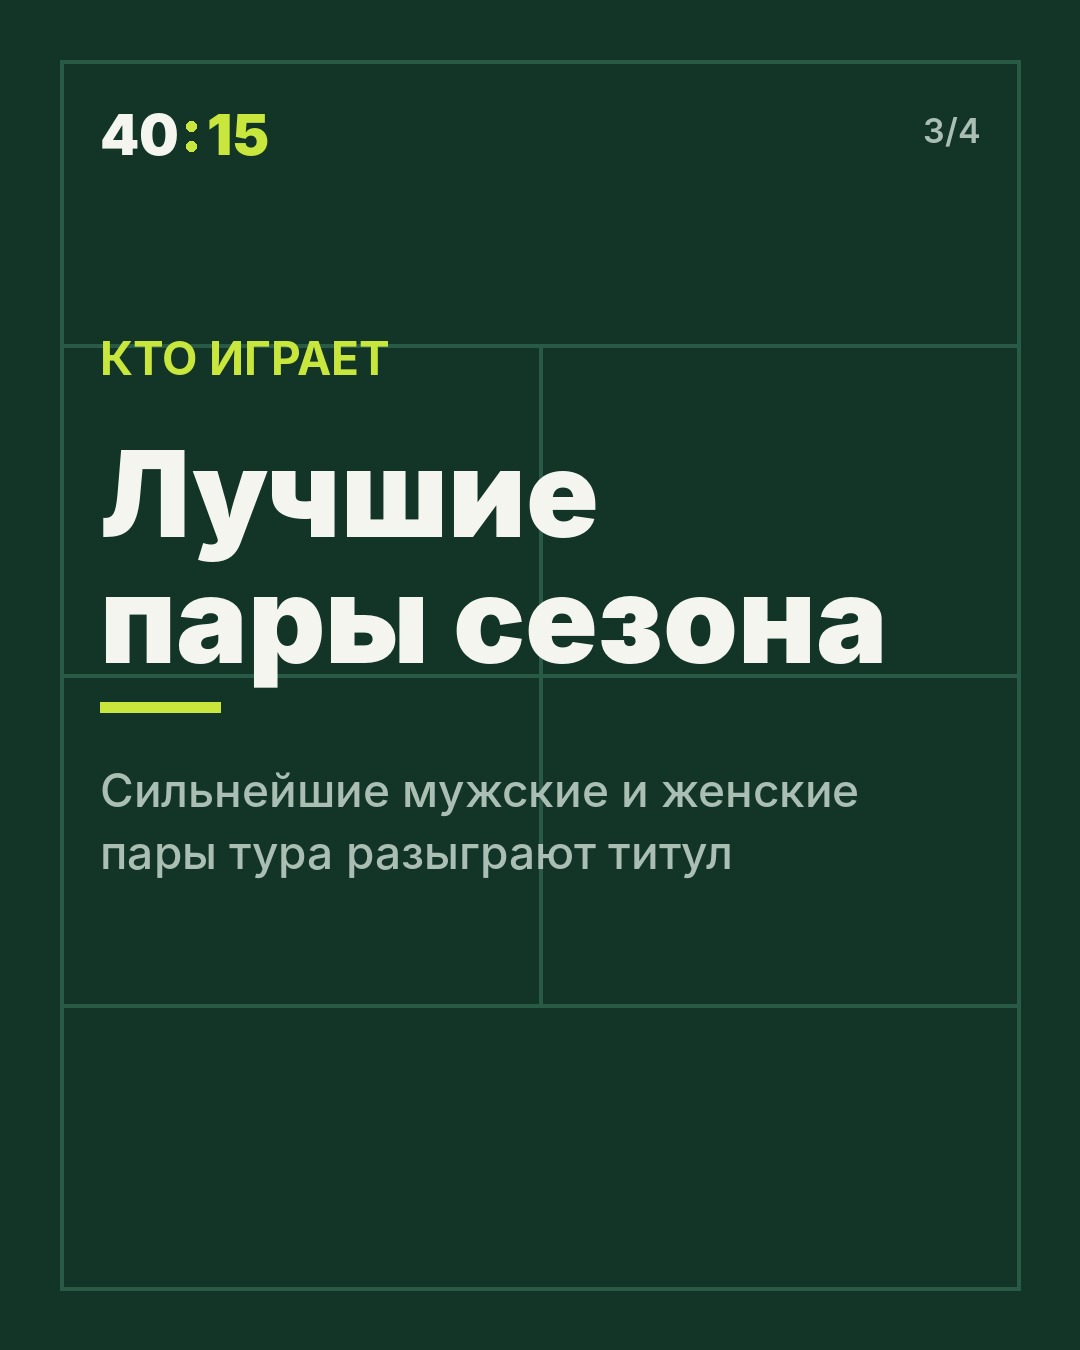 40:15
3/4
КТО ИГРАЕТ
Лучшие
пары сезона
Сильнейшие мужские и женские
пары тура разыграют титул